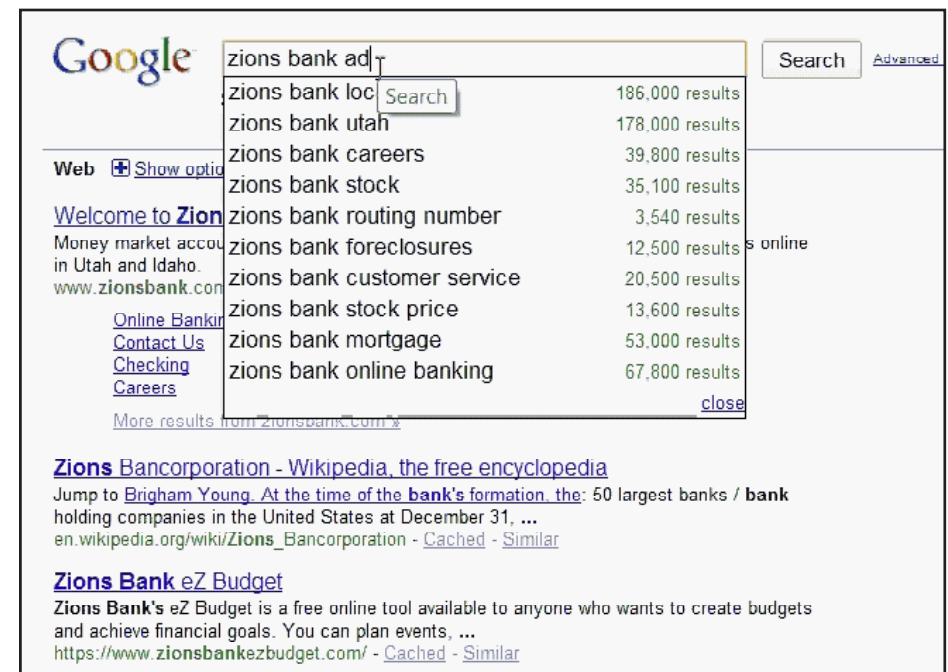 Google zions bank ad Search Advanced
zions bank loc Search 186,000 results
zions bank utah 178,000 results
zions bank careers 39,800 results
zions bank stock 35,100 results
zions bank routing number 3,540 results
zions bank foreclosures 12,500 results
zions bank customer service 20,500 results
zions bank stock price 13,600 results
zions bank mortgage 53,000 results
zions bank online banking 67,800 results
close
Web Show optio
Welcome to Zion
Money market accou s online
in Utah and Idaho.
www.zionsbank.com
Online Bankin
Contact Us
Checking
Careers
More results from zionsbank.com »
Zions Bancorporation - Wikipedia, the free encyclopedia
Jump to Brigham Young. At the time of the bank's formation, the: 50 largest banks / bank
holding companies in the United States at December 31, ...
en.wikipedia.org/wiki/Zions_Bancorporation - Cached - Similar
Zions Bank eZ Budget
Zions Bank's eZ Budget is a free online tool available to anyone who wants to create budgets
and achieve financial goals. You can plan events, ...
https://www.zionsbankezbudget.com/ - Cached - Similar